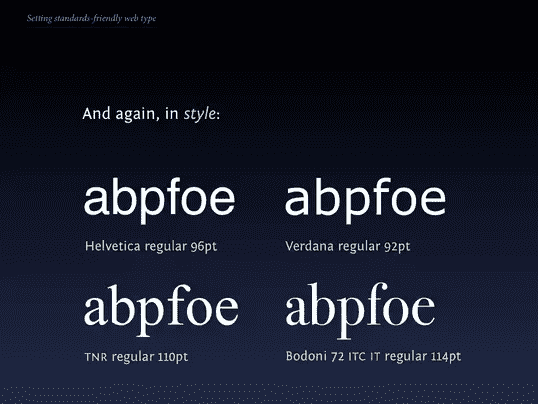 Setting standards-friendly web type
And again, in style:
abpfoe
Helvetica regular 96pt
abpfoe
Verdana regular 92pt
abpfoe
TNR regular 110pt
abpfoe
Bodoni 72 ITC IT regular 114pt